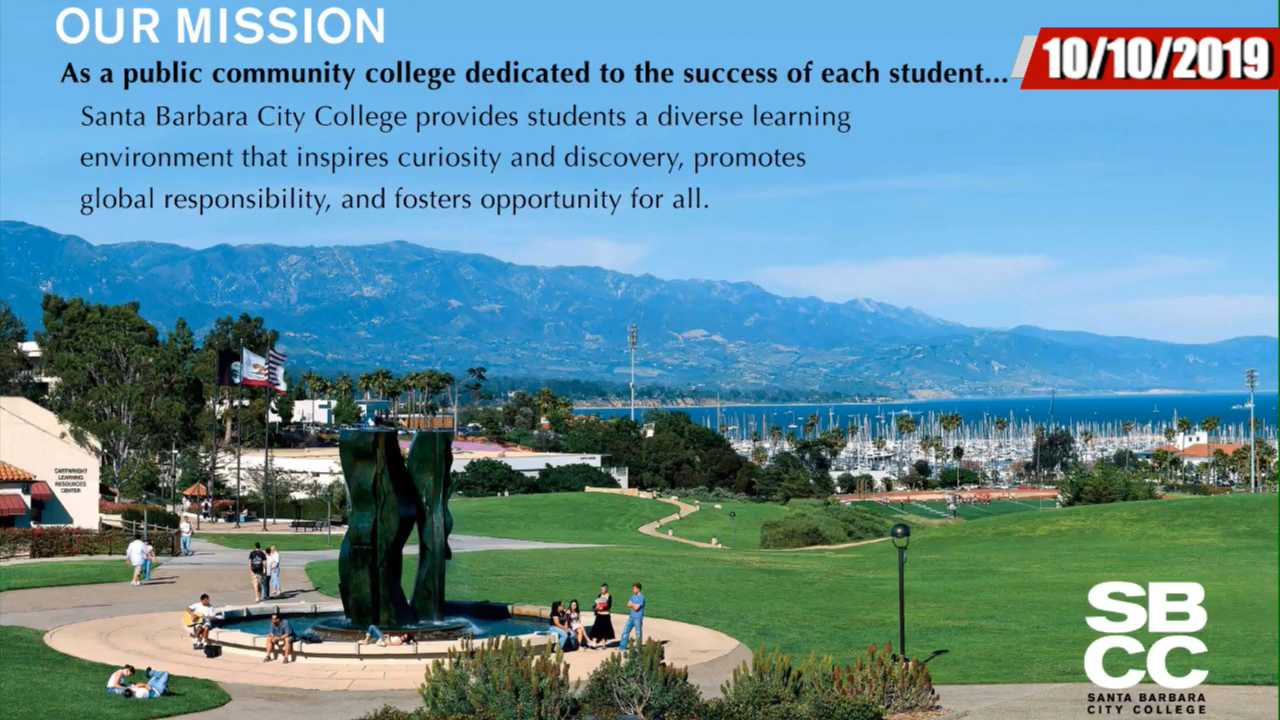 OUR MISSION
10/10/2019
As a public community college dedicated to the success of each student...
Santa Barbara City College provides students a diverse learning
environment that inspires curiosity and discovery, promotes
global responsibility, and fosters opportunity for all.
CARTWRIGHT
LEARNING
RESOURCES
CENTER
SB
CC
SANTA BARBARA
CITY COLLEGE